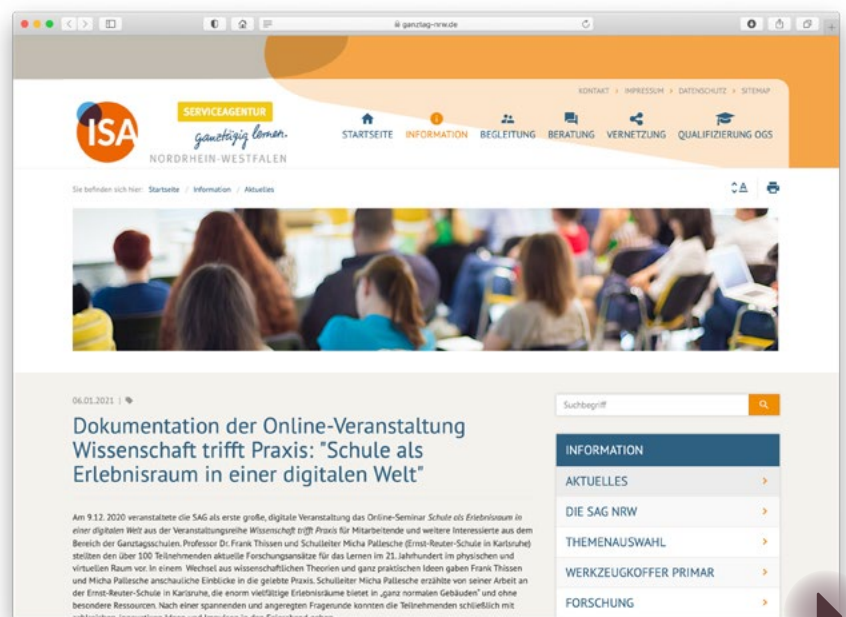 ganztag-nrw.de
KONTAKT > IMPRESSUM > DATENSCHUTZ > SITEMAP
ISA
SERVICEAGENTUR
ganztägig lernen.
NORDRHEIN-WESTFALEN
STARTSEITE INFORMATION BEGLEITUNG BERATUNG VERNETZUNG QUALIFIZIERUNG OGS
Sie befinden sich hier: Startseite / Information / Aktuelles
A
06.01.2021 |
Dokumentation der Online-Veranstaltung
Wissenschaft trifft Praxis: "Schule als
Erlebnisraum in einer digitalen Welt"
Am 9.12. 2020 veranstaltete die SAG als erste große, digitale Veranstaltung das Online-Seminar Schule als Erlebnisraum in
einer digitalen Welt aus der Veranstaltungsreihe Wissenschaft trifft Praxis für Mitarbeitende und weitere Interessierte aus dem
Bereich der Ganztagsschulen. Professor Dr. Frank Thissen und Schulleiter Micha Pallesche (Ernst-Reuter-Schule in Karlsruhe)
stellten den über 100 Teilnehmenden aktuelle Forschungsansätze für das Lernen im 21. Jahrhundert im physischen und
virtuellen Raum vor. In einem Wechsel aus wissenschaftlichen Theorien und ganz praktischen Ideen gaben Frank Thissen
und Micha Pallesche anschauliche Einblicke in die gelebte Praxis. Schulleiter Micha Pallesche erzählte von seiner Arbeit an
der Ernst-Reuter-Schule in Karlsruhe, die enorm vielfältige Erlebnisräume bietet in „ganz normalen Gebäuden" und ohne
besondere Ressourcen. Nach einer spannenden und angeregten Fragerunde konnten die Teilnehmenden schließlich mit
Suchbegriff
INFORMATION
AKTUELLES >
DIE SAG NRW >
THEMENAUSWAHL >
WERKZEUGKOFFER PRIMAR >
FORSCHUNG >